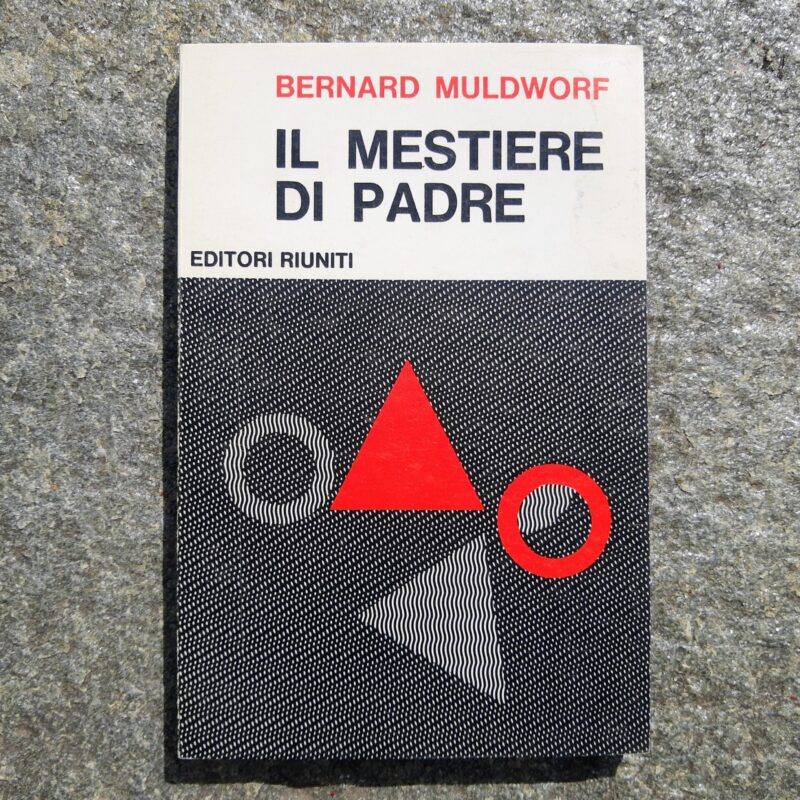 BERNARD MULDWORF
IL MESTIERE
DI PADRE
EDITORI RIUNITI